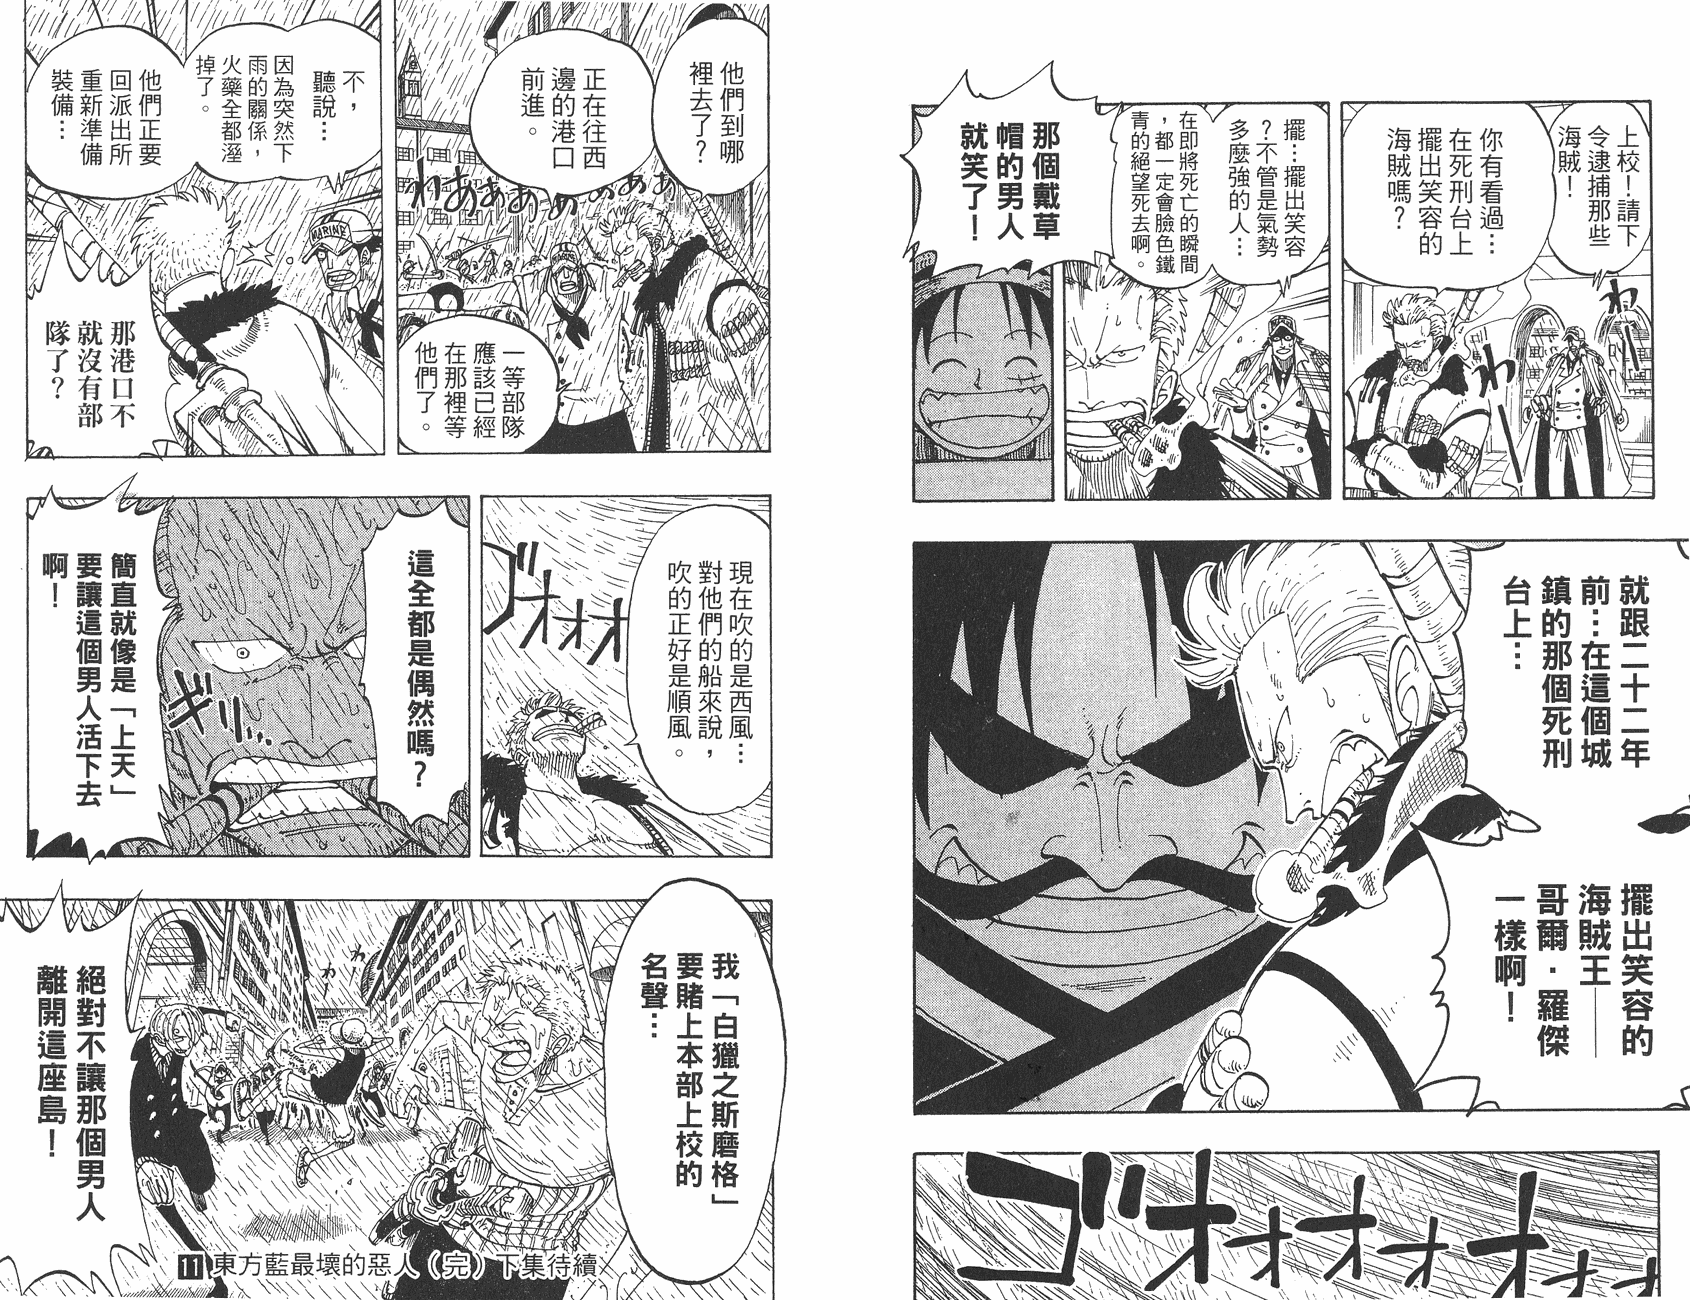 上校!請下
令逮捕那些
海賊!
你有看過…
在死刑台上
擺出笑容的
海賊嗎?
わわ
擺…擺出笑容
?不管是氣勢
多麼強的人…
在即將死亡的瞬間
,都一定會臉色鐵
青的絕望死去啊。
那個戴草
帽的男人
就笑了!
就跟二十二年
前…在這個城
鎮的那個死刑
台上…
擺出笑容的
海賊王——
哥爾·羅傑
一樣啊!
ゴオオオオオ
他們到哪
裡去了?
正在往西
邊的港口
前進。
わあああああ
一等部隊
應該已經
在那裡等
他們了。
不,
聽說…
因為突然下
雨的關係,
火藥全都溼
掉了。
他們正要
回派出所
重新準備
裝備…
MARINE
那港口不
就沒有部
隊了?
現在吹的是西風…
對他們的船來說,
吹的正好是順風。
ゴオオオ
這全都是偶然嗎?
ギリ…
簡直就像是「上天」
要讓這個男人活下去
啊!
我「白獵之斯磨格」
要賭上本部上校的
名聲…
わー
わー
絕對不讓那個男人
離開這座島!
11 東方藍最壞的惡人(完)下集待續